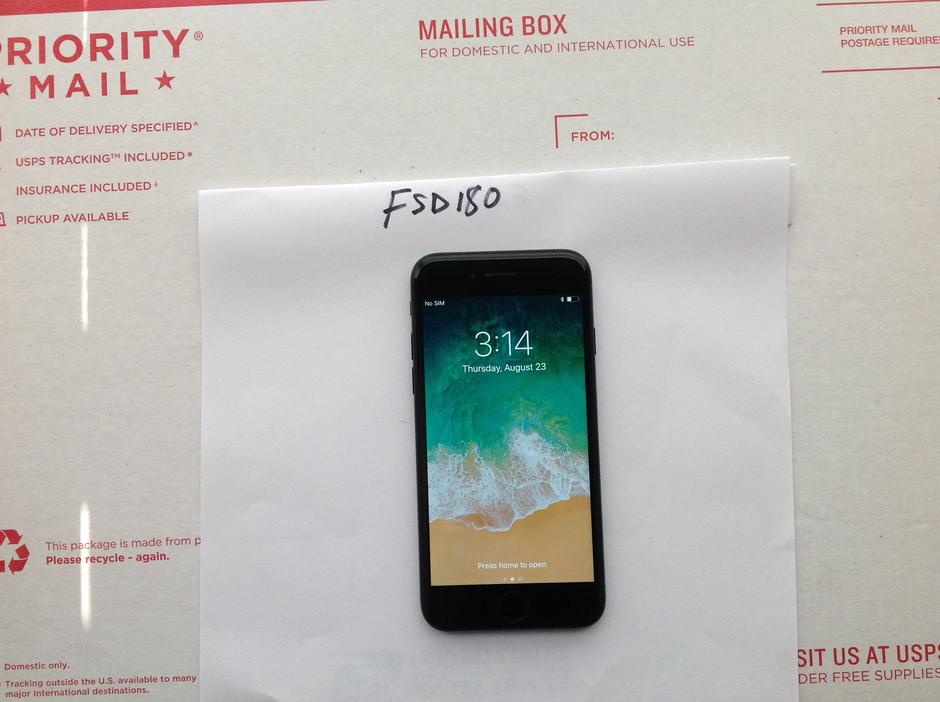 PRIORITY®
★ MAIL ★
DATE OF DELIVERY SPECIFIED^
USPS TRACKING™ INCLUDED*
INSURANCE INCLUDED†
PICKUP AVAILABLE
MAILING BOX
FOR DOMESTIC AND INTERNATIONAL USE
PRIORITY MAIL
POSTAGE REQUIRE
FROM:
FSD180
No SIM
3:14
Thursday, August 23
Press home to open
This package is made from p
Please recycle - again.
Domestic only.
Tracking outside the U.S. available to many
major international destinations.
SIT US AT USPS
DER FREE SUPPLIES